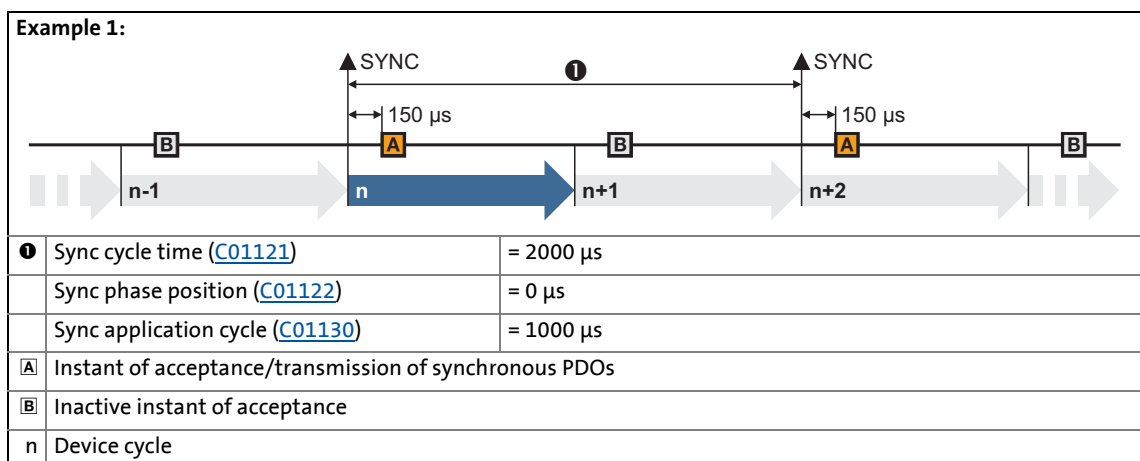 Example 1:
SYNC ❶ SYNC
150 µs 150 µs
B A B A B
n-1 n n+1 n+2
❶ Sync cycle time (C01121) = 2000 µs
Sync phase position (C01122) = 0 µs
Sync application cycle (C01130) = 1000 µs
A Instant of acceptance/transmission of synchronous PDOs
B Inactive instant of acceptance
n Device cycle